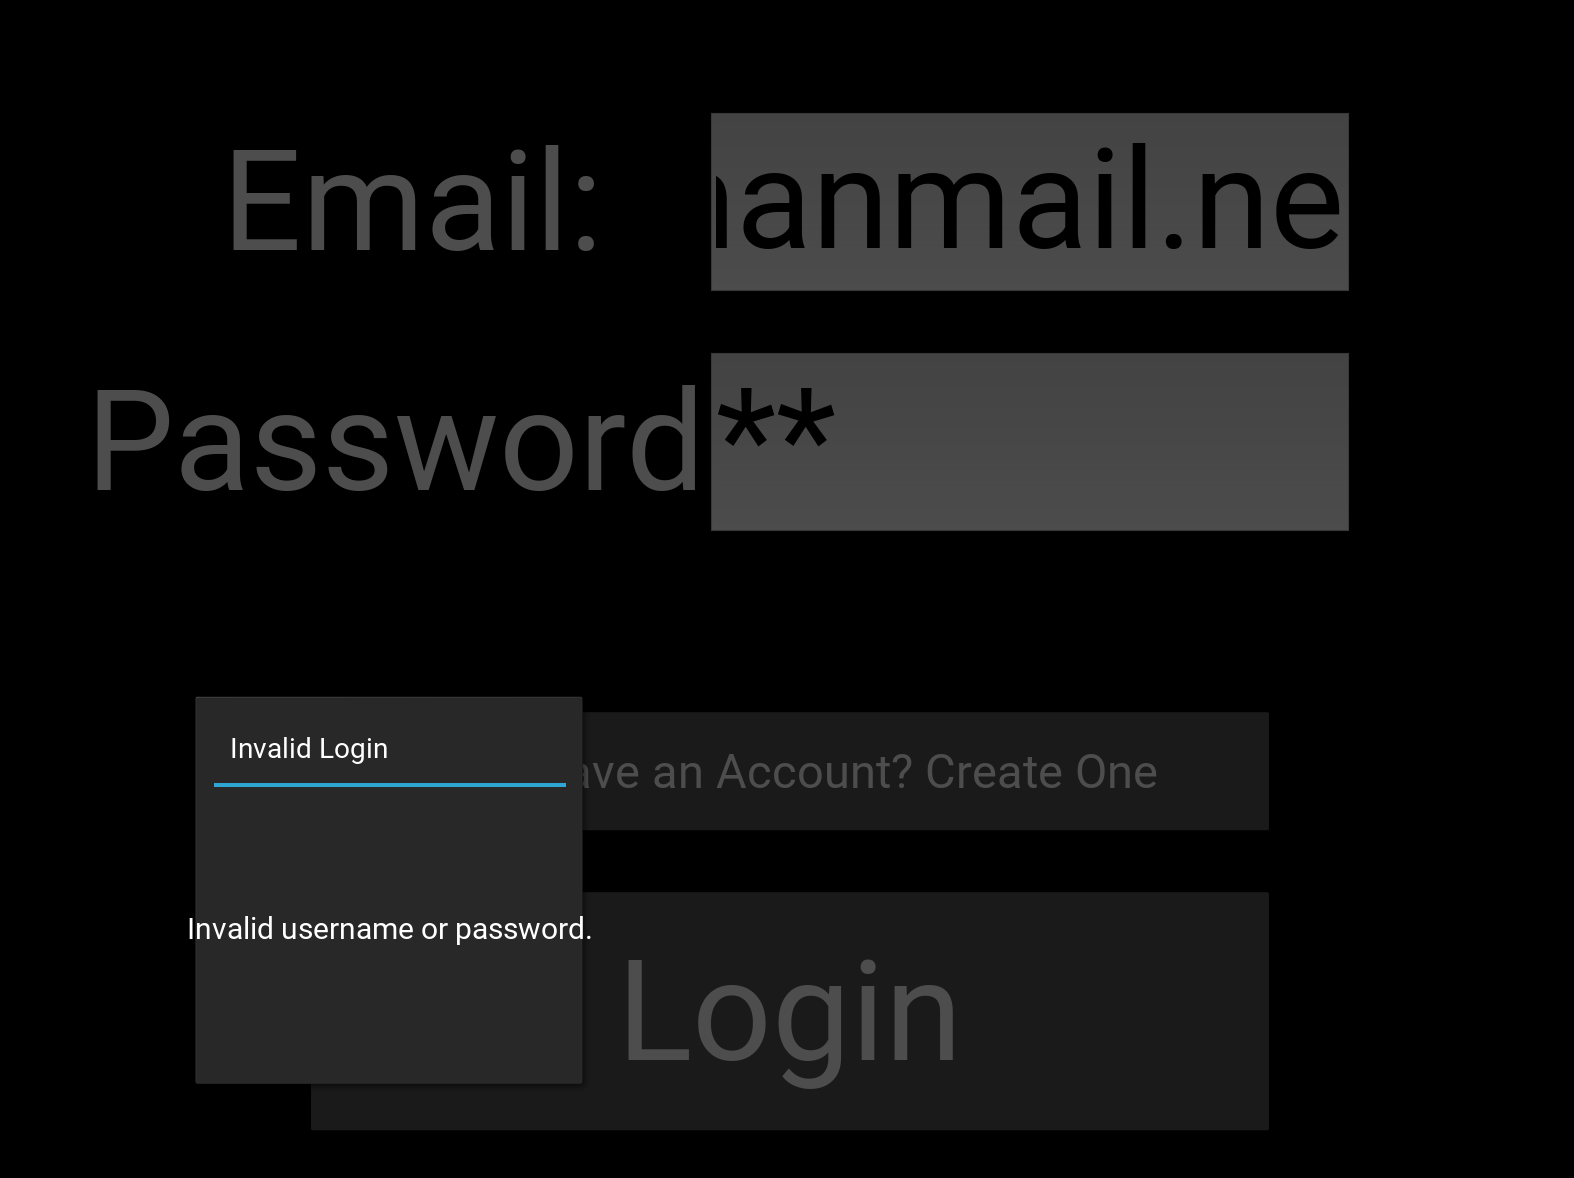 Email:
anmail.ne
Password
**
Invalid Login
ave an Account? Create One
Invalid username or password.
Login